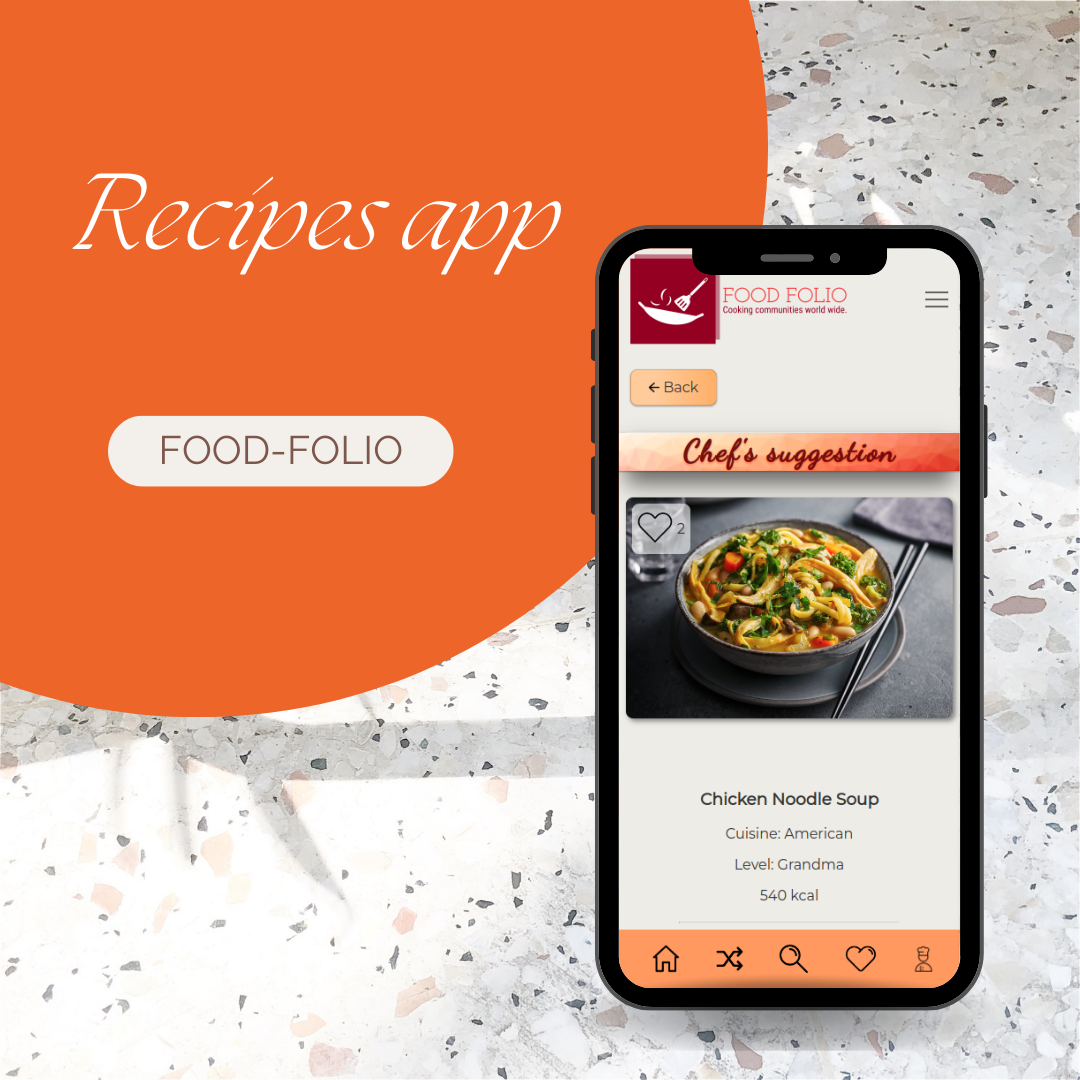 Recipes app
FOOD-FOLIO
FOOD FOLIO
Cooking communities world wide.
← Back
Chef's suggestion
2
Chicken Noodle Soup
Cuisine: American
Level: Grandma
540 kcal